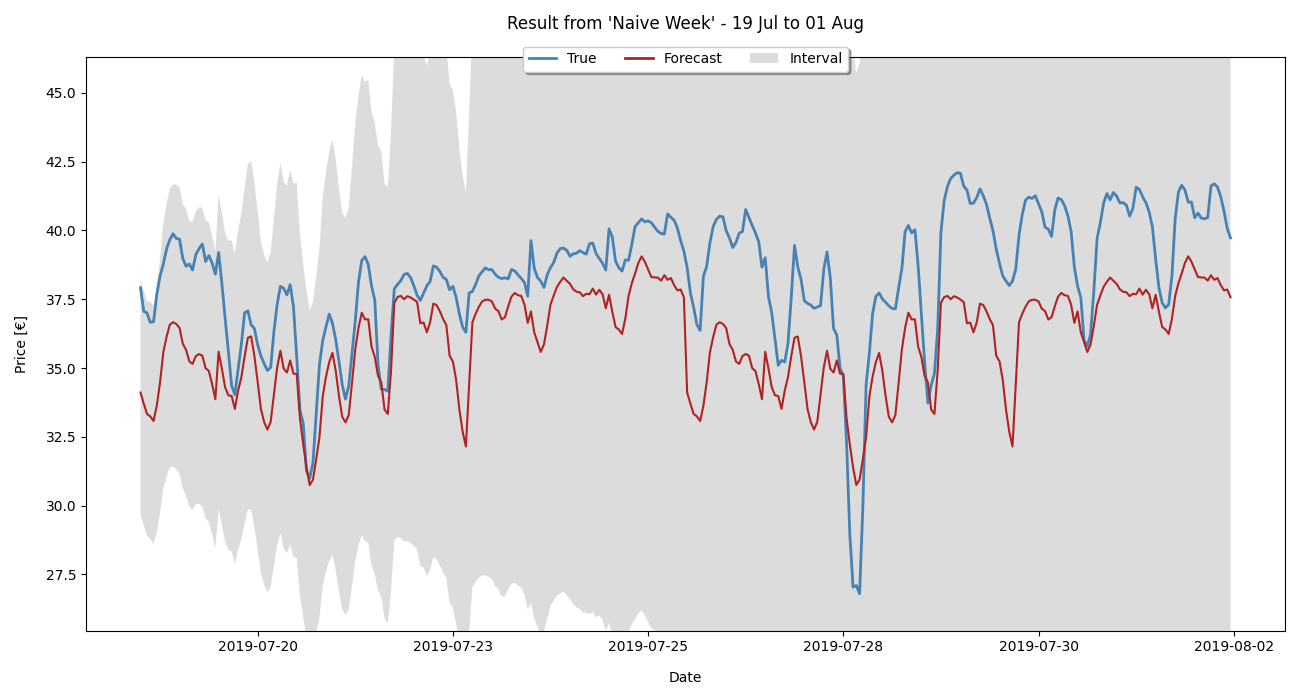 Result from 'Naive Week' - 19 Jul to 01 Aug
True Forecast Interval
45.0
42.5
40.0
37.5
35.0
32.5
30.0
27.5
Price [€]
2019-07-20 2019-07-23 2019-07-25 2019-07-28 2019-07-30 2019-08-02
Date